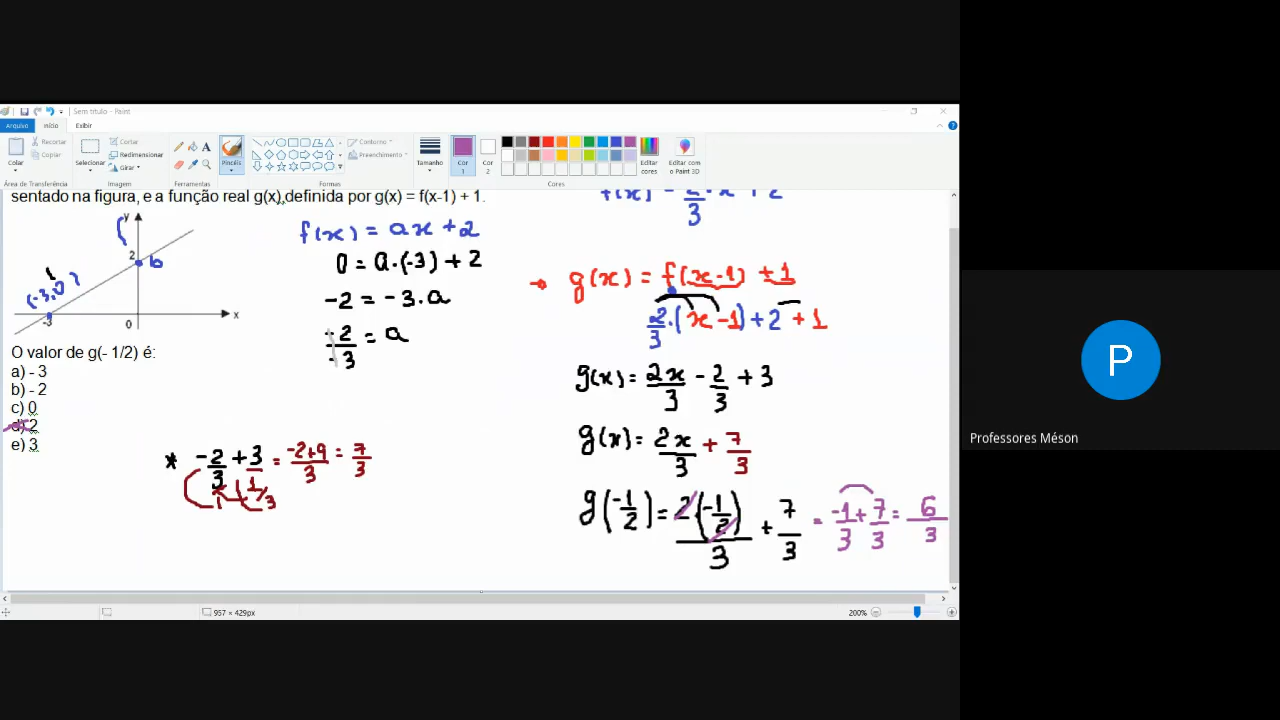 Sem título - Paint
Arquivo Início Exibir
Colar
Recortar
Copiar
Área de Transferência
Selecionar
Cortar
Redimensionar
Girar
Imagem
A
Ferramentas
Pincéis
Contorno
Preenchimento
Formas
Tamanho
Cor 1
Cor 2
Editar cores
Editar com o Paint 3D
Cores
sentado na figura, e a função real g(x),definida por g(x) = f(x-1) + 1.
y
2 b
(-3,0)
-3 0 x
O valor de g(- 1/2) é:
a) - 3
b) - 2
c) 0
d) 2
e) 3
f(x) = ax + 2
0 = a.(-3) + 2
-2 = -3.a
-2/-3 = a
* -2/3 + 3/1 = -2+9/3 = 7/3
1 1/3
f(x) = 2/3 . x + 2
→ g(x) = f(x-1) + 1
2/3.(x-1) + 2 + 1
g(x) = 2x/3 - 2/3 + 3
g(x) = 2x/3 + 7/3
g(-1/2) = 2(-1/2)/3 + 7/3 = -1/3 + 7/3 = 6/3
957 × 429px
200%
P
Professores Méson